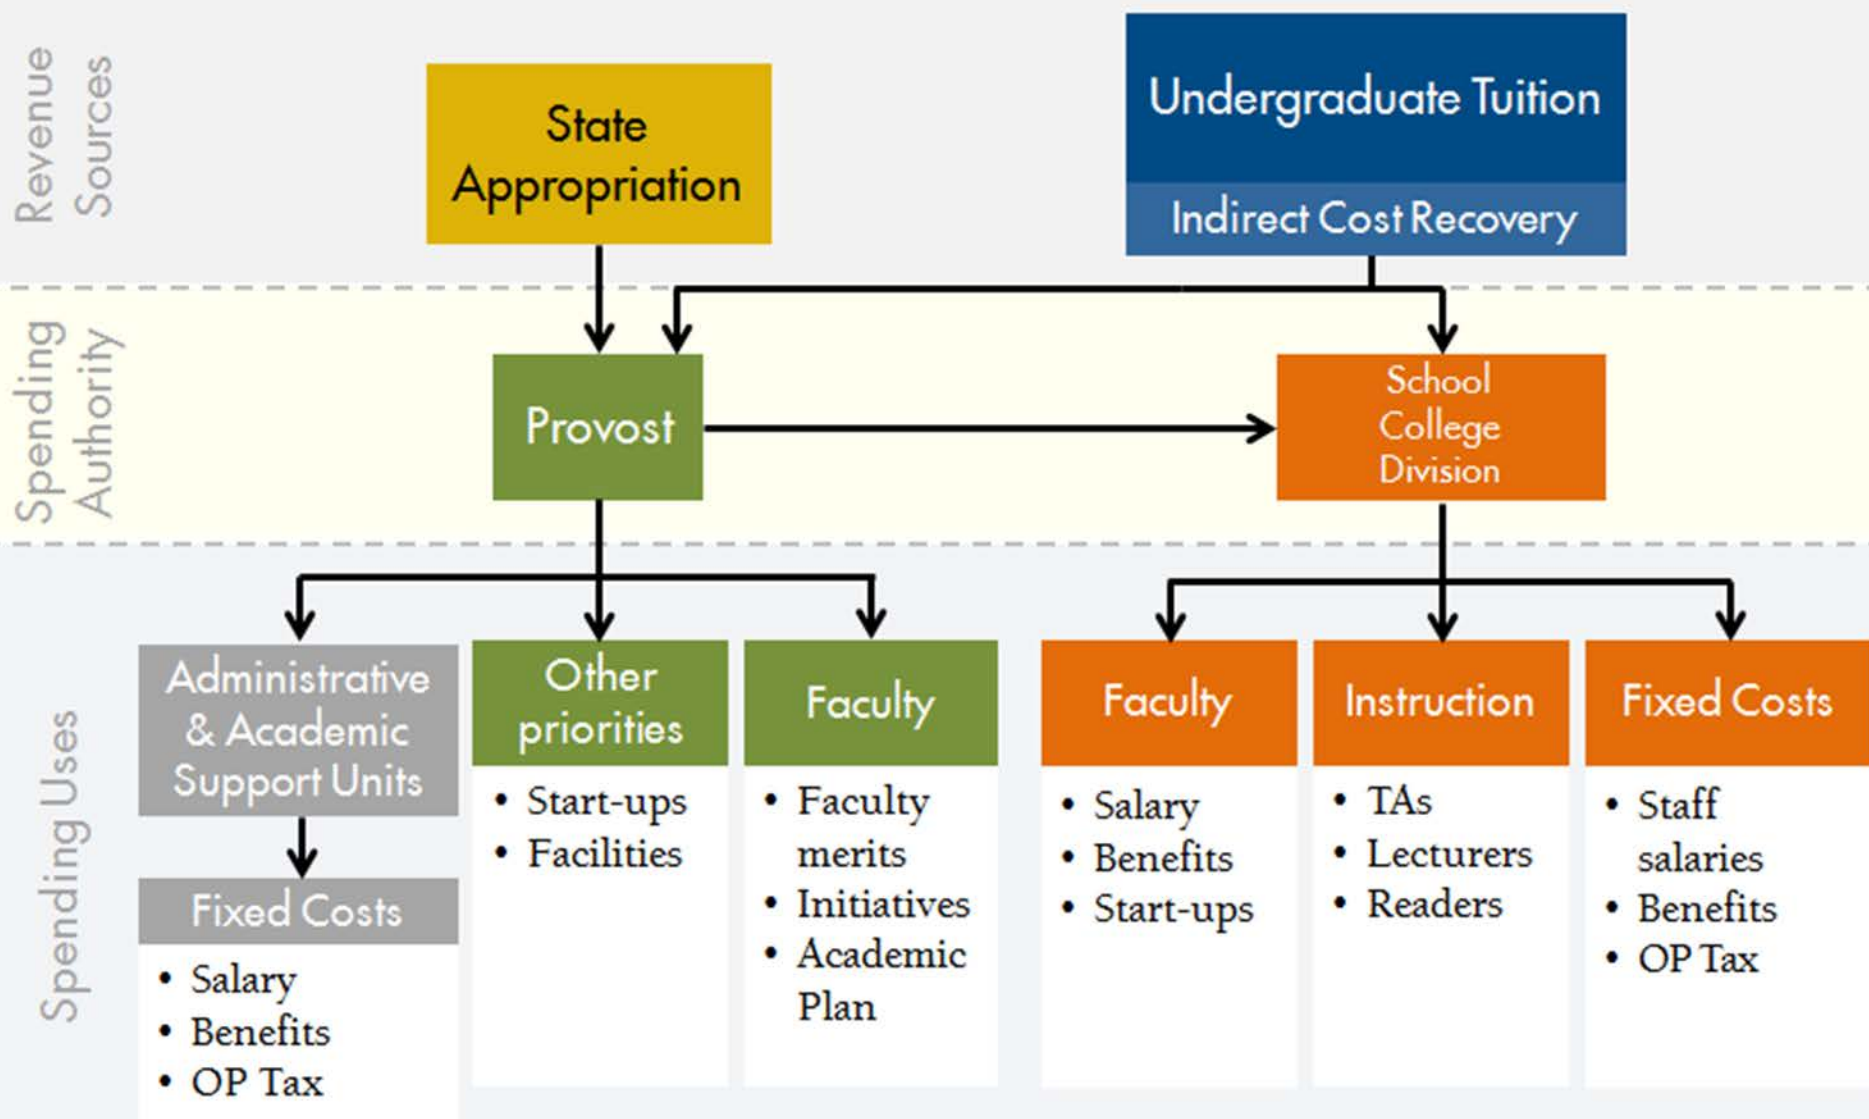 Revenue
Sources
State
Appropriation
Undergraduate Tuition
Indirect Cost Recovery
Spending
Authority
Provost
School
College
Division
Spending Uses
Administrative
& Academic
Support Units
Fixed Costs
• Salary
• Benefits
• OP Tax
Other
priorities
• Start-ups
• Facilities
Faculty
• Faculty
merits
• Initiatives
• Academic
Plan
Faculty
• Salary
• Benefits
• Start-ups
Instruction
• TAs
• Lecturers
• Readers
Fixed Costs
• Staff
salaries
• Benefits
• OP Tax